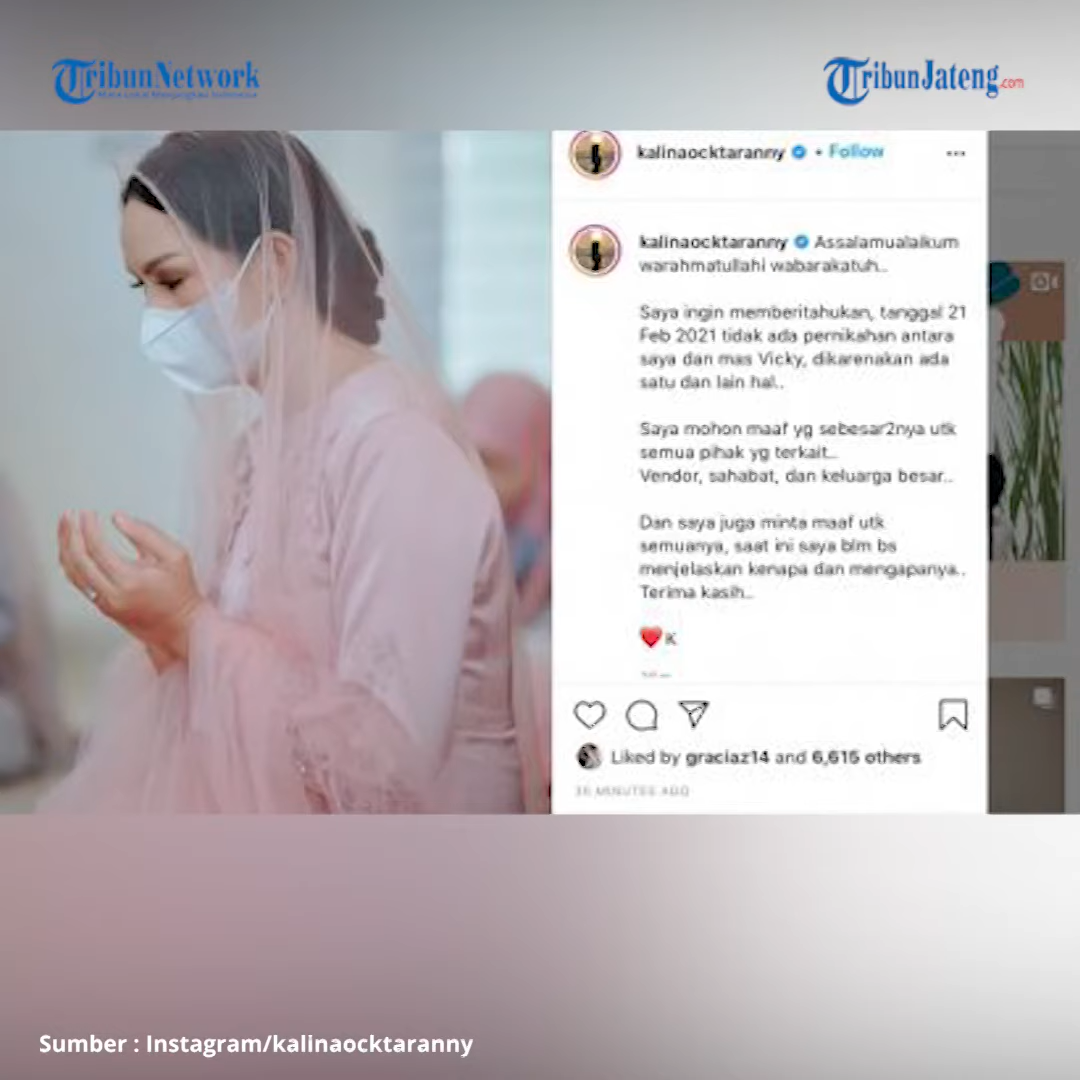 TribunNetwork
TribunJateng.com
kalinaocktaranny • Follow
kalinaocktaranny Assalamualaikum
warahmatullahi wabarakatuh..
Saya ingin memberitahukan, tanggal 21
Feb 2021 tidak ada pernikahan antara
saya dan mas Vicky, dikarenakan ada
satu dan lain hal..
Saya mohon maaf yg sebesar2nya utk
semua pihak yg terkait..
Vendor, sahabat, dan keluarga besar..
Dan saya juga minta maaf utk
semuanya, saat ini saya blm bs
menjelaskan kenapa dan mengapanya..
Terima kasih..
❤️K
Liked by graciaz14 and 6,615 others
MINUTES AGO
Sumber : Instagram/kalinaocktaranny